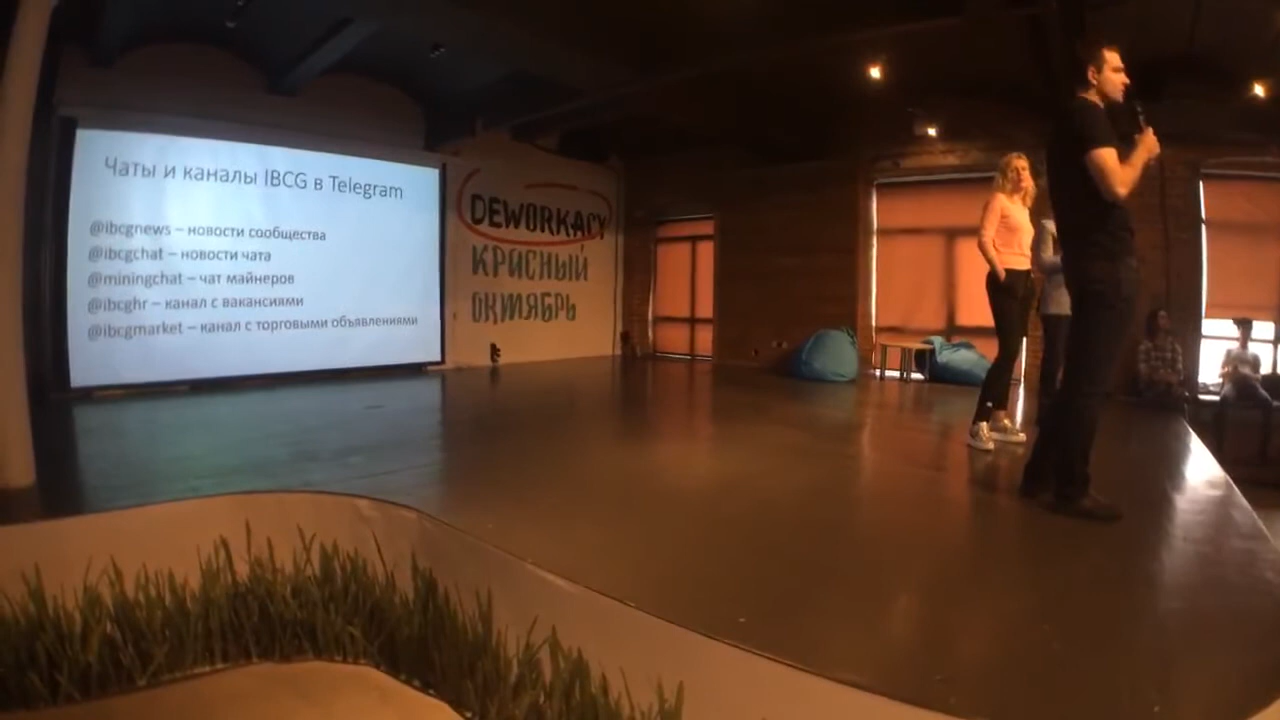 Чаты и каналы IBCG в Telegram
@ibcgnews – новости сообщества
@ibcgchat – новости чата
@miningchat – чат майнеров
@ibcghr – канал с вакансиями
@ibcgmarket – канал с торговыми объявлениями
DEWORKACY
КРАСНЫЙ
ОКТЯБРЬ